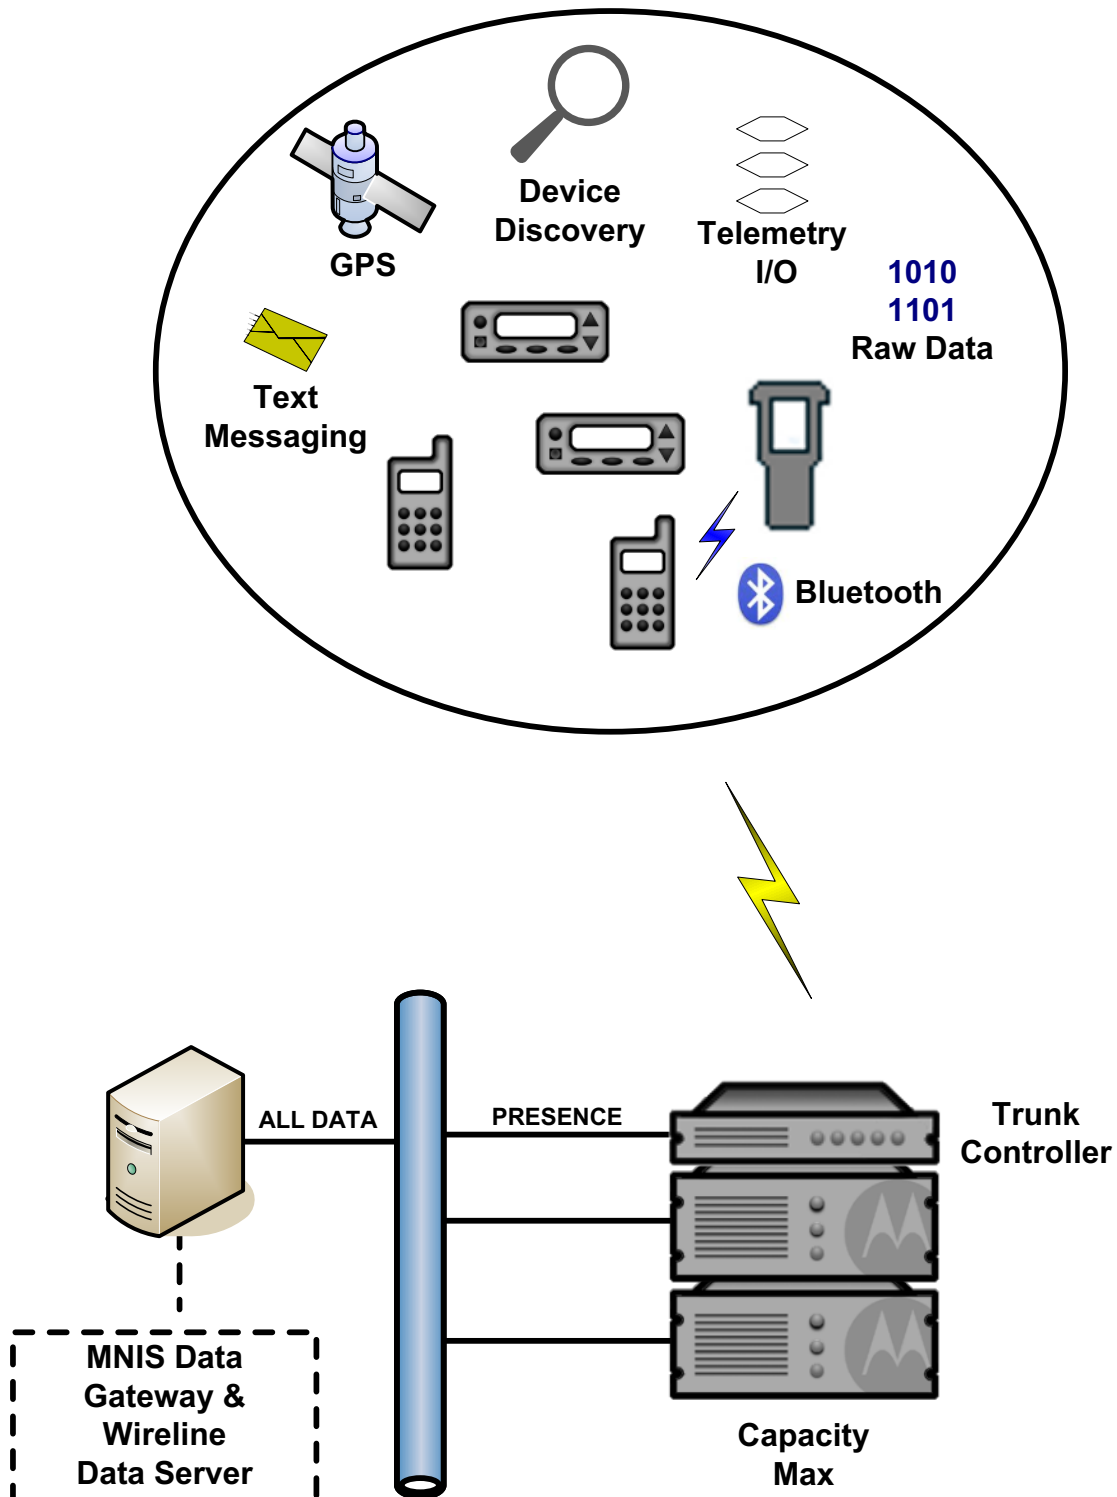 Device
Discovery
GPS
Telemetry
I/O
1010
1101
Raw Data
Text
Messaging
Bluetooth
ALL DATA
PRESENCE
Trunk
Controller
MNIS Data
Gateway &
Wireline
Data Server
Capacity
Max